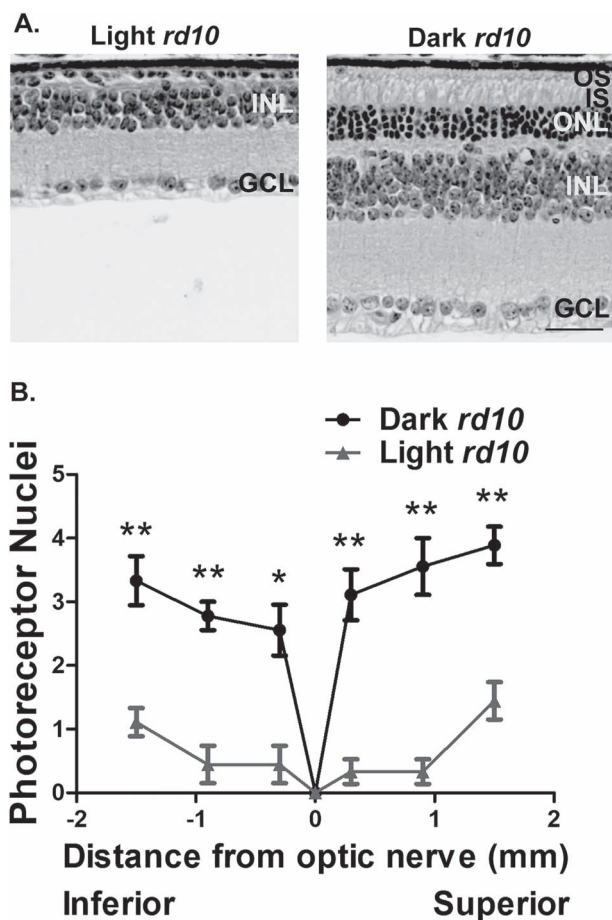 A.
Light rd10
Dark rd10
INL
GCL
OS
IS
ONL
INL
GCL
B.
Dark rd10
Light rd10
Photoreceptor Nuclei
5
4
3
2
1
0
** ** * ** ** **
-2 -1 0 1 2
Distance from optic nerve (mm)
Inferior Superior